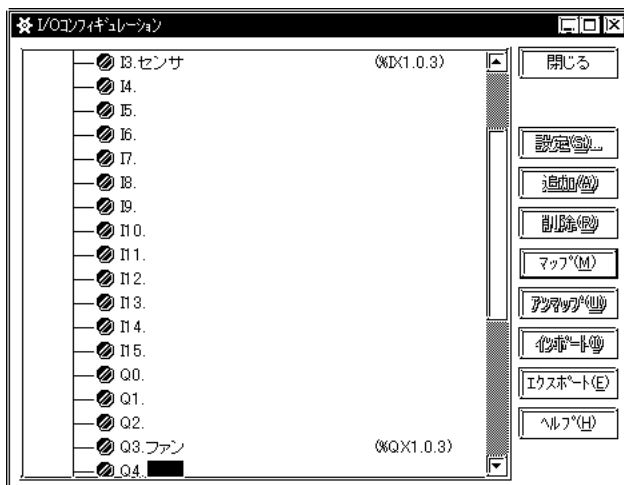 I/Oコンフィギュレーション
I3.センサ (%IX1.0.3)
I4.
I5.
I6.
I7.
I8.
I9.
I10.
I11.
I12.
I13.
I14.
I15.
Q0.
Q1.
Q2.
Q3.ファン (%QX1.0.3)
Q4.
閉じる
設定(S)...
追加(A)
削除(R)
マップ(M)
アンマップ(U)
インポート(I)
エクスポート(E)
ヘルプ(H)